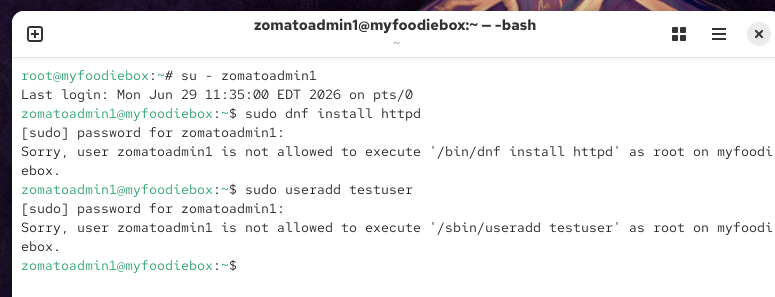 zomatoadmin1@myfoodiebox:~ — -bash
~
root@myfoodiebox:~# su - zomatoadmin1
Last login: Mon Jun 29 11:35:00 EDT 2026 on pts/0
zomatoadmin1@myfoodiebox:~$ sudo dnf install httpd
[sudo] password for zomatoadmin1:
Sorry, user zomatoadmin1 is not allowed to execute '/bin/dnf install httpd' as root on myfoodi
ebox.
zomatoadmin1@myfoodiebox:~$ sudo useradd testuser
[sudo] password for zomatoadmin1:
Sorry, user zomatoadmin1 is not allowed to execute '/sbin/useradd testuser' as root on myfoodi
ebox.
zomatoadmin1@myfoodiebox:~$